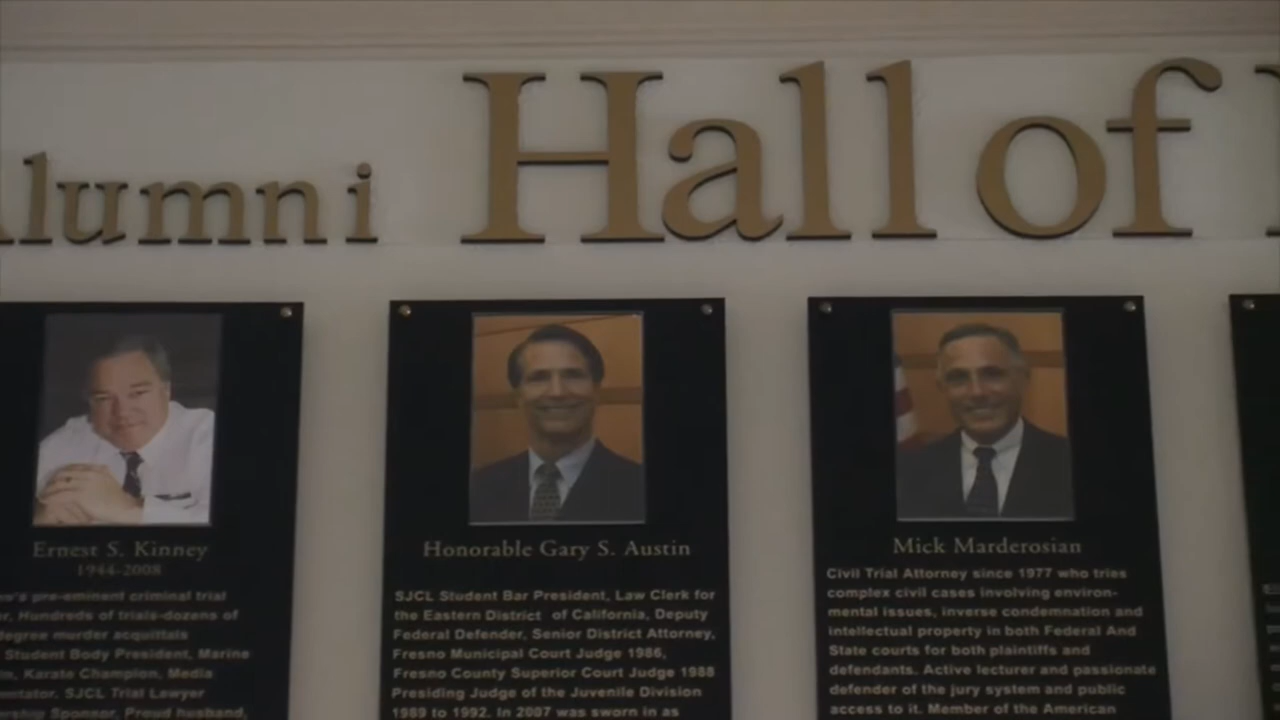 Alumni Hall of
Ernest S. Kinney
1944-2008
pre-eminent criminal trial
Hundreds of trials-dozens of
degree murder acquittals
Student Body President, Marine
Karate Champion, Media
SJCL Trial Lawyer
Sponsor, Proud husband,
Honorable Gary S. Austin
SJCL Student Bar President, Law Clerk for
the Eastern District of California, Deputy
Federal Defender, Senior District Attorney,
Fresno Municipal Court Judge 1986,
Fresno County Superior Court Judge 1988
Presiding Judge of the Juvenile Division
1989 to 1992. In 2007 was sworn in as
Mick Marderosian
Civil Trial Attorney since 1977 who tries
complex civil cases involving environ-
mental issues, inverse condemnation and
intellectual property in both Federal And
State courts for both plaintiffs and
defendants. Active lecturer and passionate
defender of the jury system and public
access to it. Member of the American